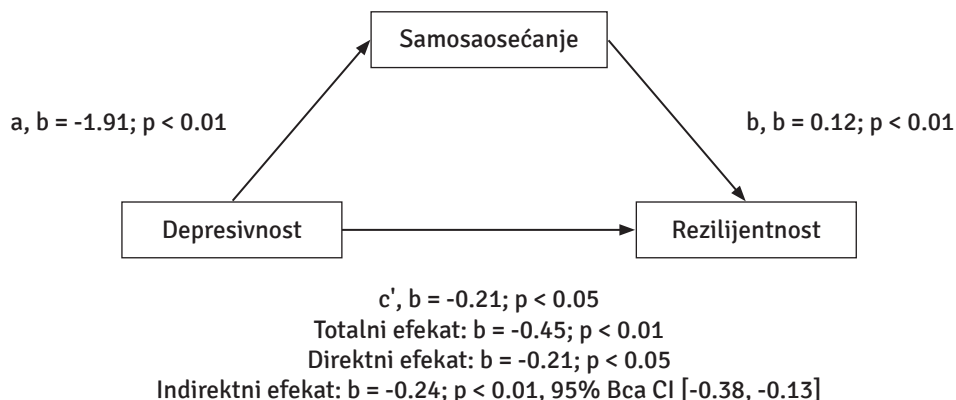 Samosaosećanje
a, b = -1.91; p < 0.01
b, b = 0.12; p < 0.01
Depresivnost
Rezilijentnost
c', b = -0.21; p < 0.05
Totalni efekat: b = -0.45; p < 0.01
Direktni efekat: b = -0.21; p < 0.05
Indirektni efekat: b = -0.24; p < 0.01, 95% Bca CI [-0.38, -0.13]